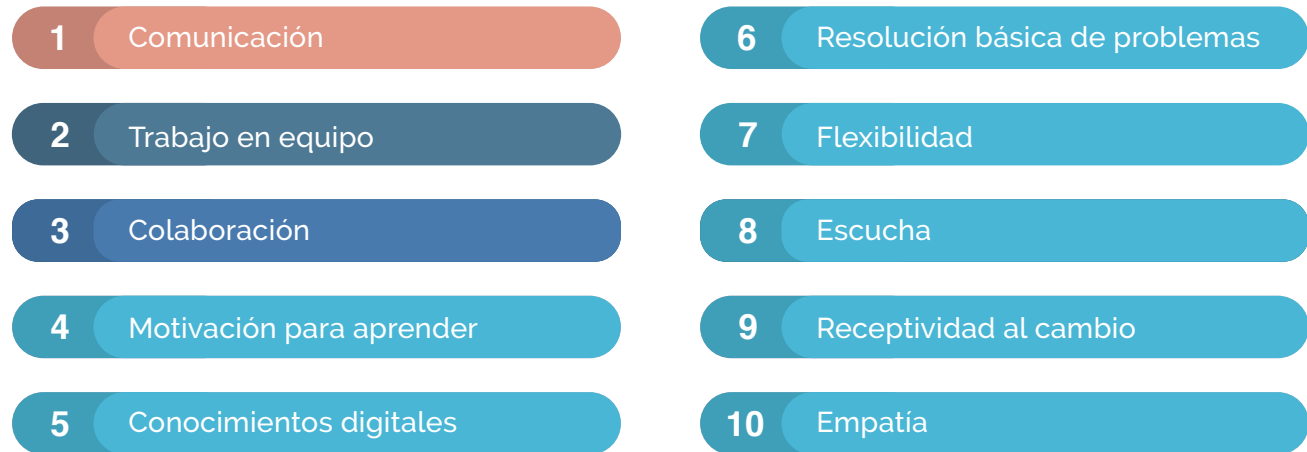 1 Comunicación
2 Trabajo en equipo
3 Colaboración
4 Motivación para aprender
5 Conocimientos digitales
6 Resolución básica de problemas
7 Flexibilidad
8 Escucha
9 Receptividad al cambio
10 Empatía